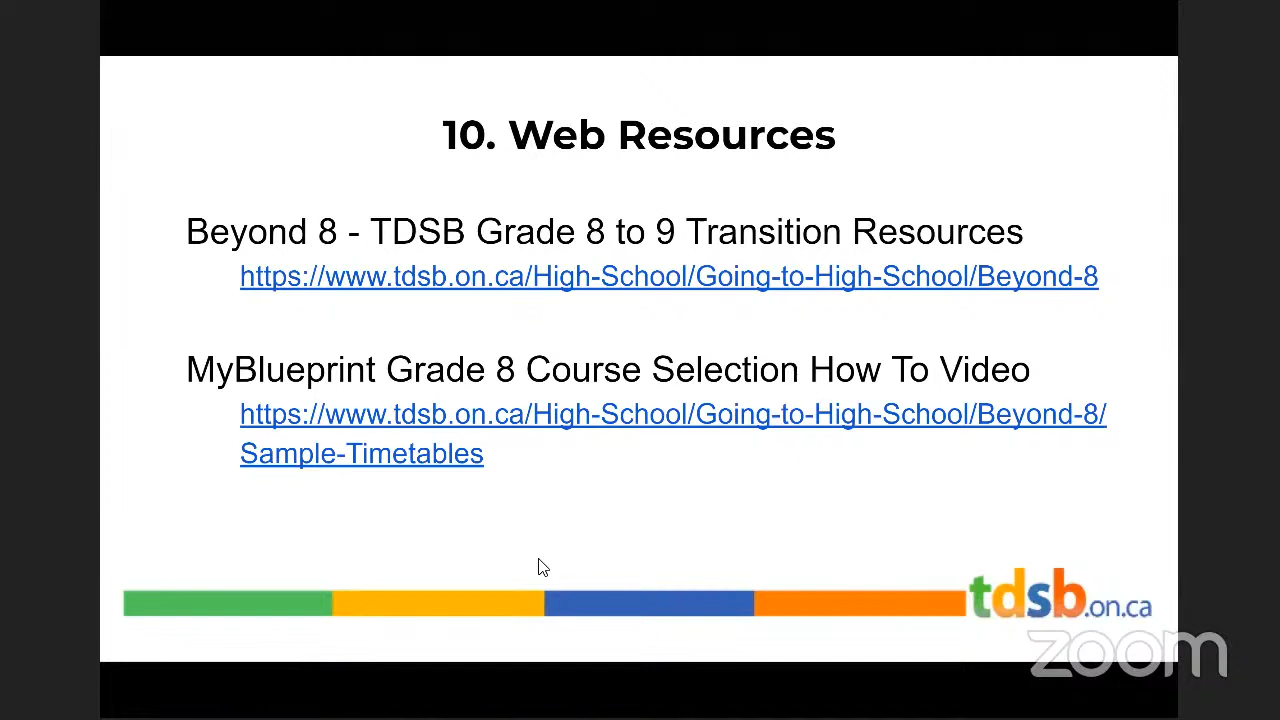 10. Web Resources
Beyond 8 - TDSB Grade 8 to 9 Transition Resources
https://www.tdsb.on.ca/High-School/Going-to-High-School/Beyond-8
MyBlueprint Grade 8 Course Selection How To Video
https://www.tdsb.on.ca/High-School/Going-to-High-School/Beyond-8/
Sample-Timetables
tdsb.on.ca
zoom